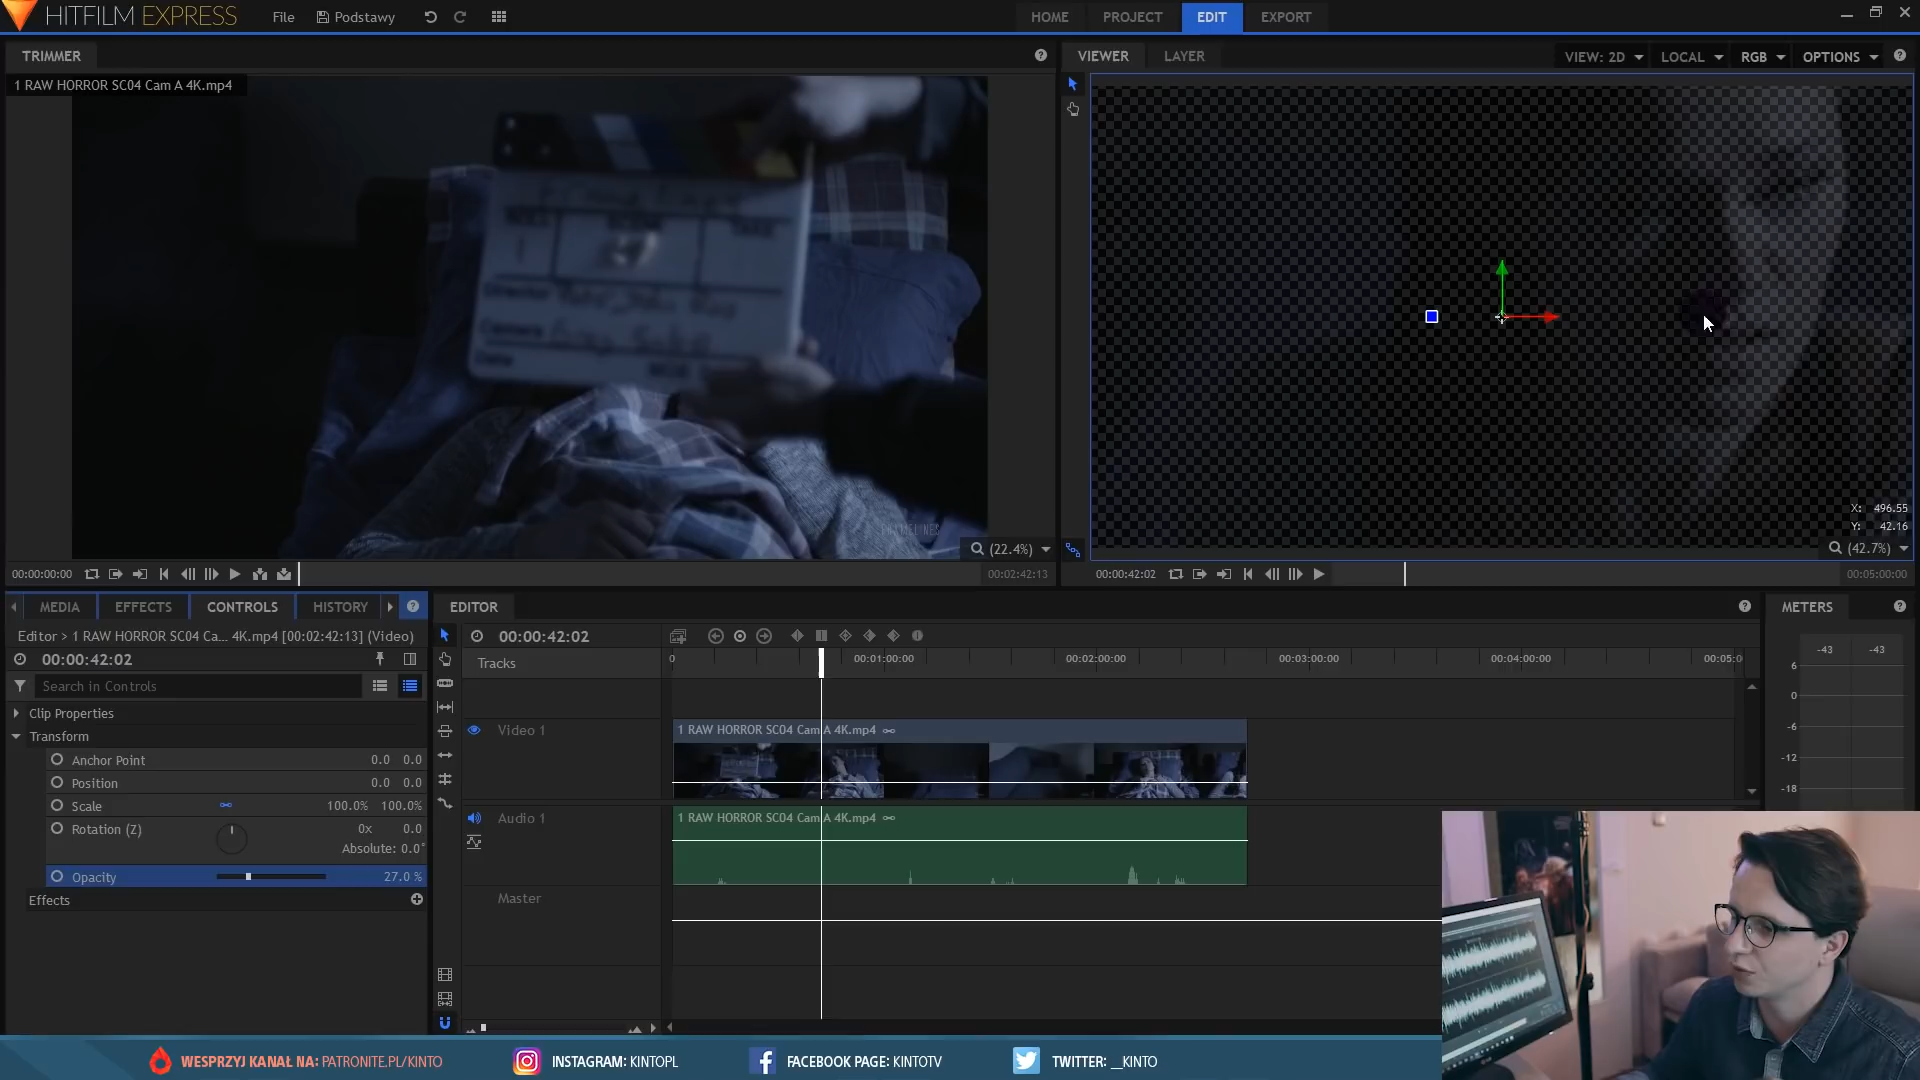 HITFILM EXPRESS
File
Podstawy
HOME
PROJECT
EDIT
EXPORT
TRIMMER
1 RAW HORROR SC04 Cam A 4K.mp4
VIEWER
LAYER
VIEW: 2D
LOCAL
RGB
OPTIONS
X: 496.55
Y: 42.16
(22.4%)
(42.7%)
00:00:00:00
00:02:42:13
00:00:42:02
00:05:00:00
MEDIA
EFFECTS
CONTROLS
HISTORY
EDITOR
METERS
Editor > 1 RAW HORROR SC04 Ca... 4K.mp4 [00:02:42:13] (Video)
00:00:42:02
Search in Controls
Clip Properties
Transform
Anchor Point 0.0 0.0
Position 0.0 0.0
Scale 100.0% 100.0%
Rotation (Z) 0x 0.0
Absolute: 0.0°
Opacity 27.0 %
Effects
00:00:42:02
Tracks
0
00:01:00:00
00:02:00:00
00:03:00:00
00:04:00:00
00:05:0
Video 1
1 RAW HORROR SC04 Cam A 4K.mp4
Audio 1
1 RAW HORROR SC04 Cam A 4K.mp4
Master
-43 -43
6
0
-6
-12
-18
WESPRZYJ KANAŁ NA: PATRONITE.PL/KINTO
INSTAGRAM: KINTOPL
FACEBOOK PAGE: KINTOTV
TWITTER: __KINTO